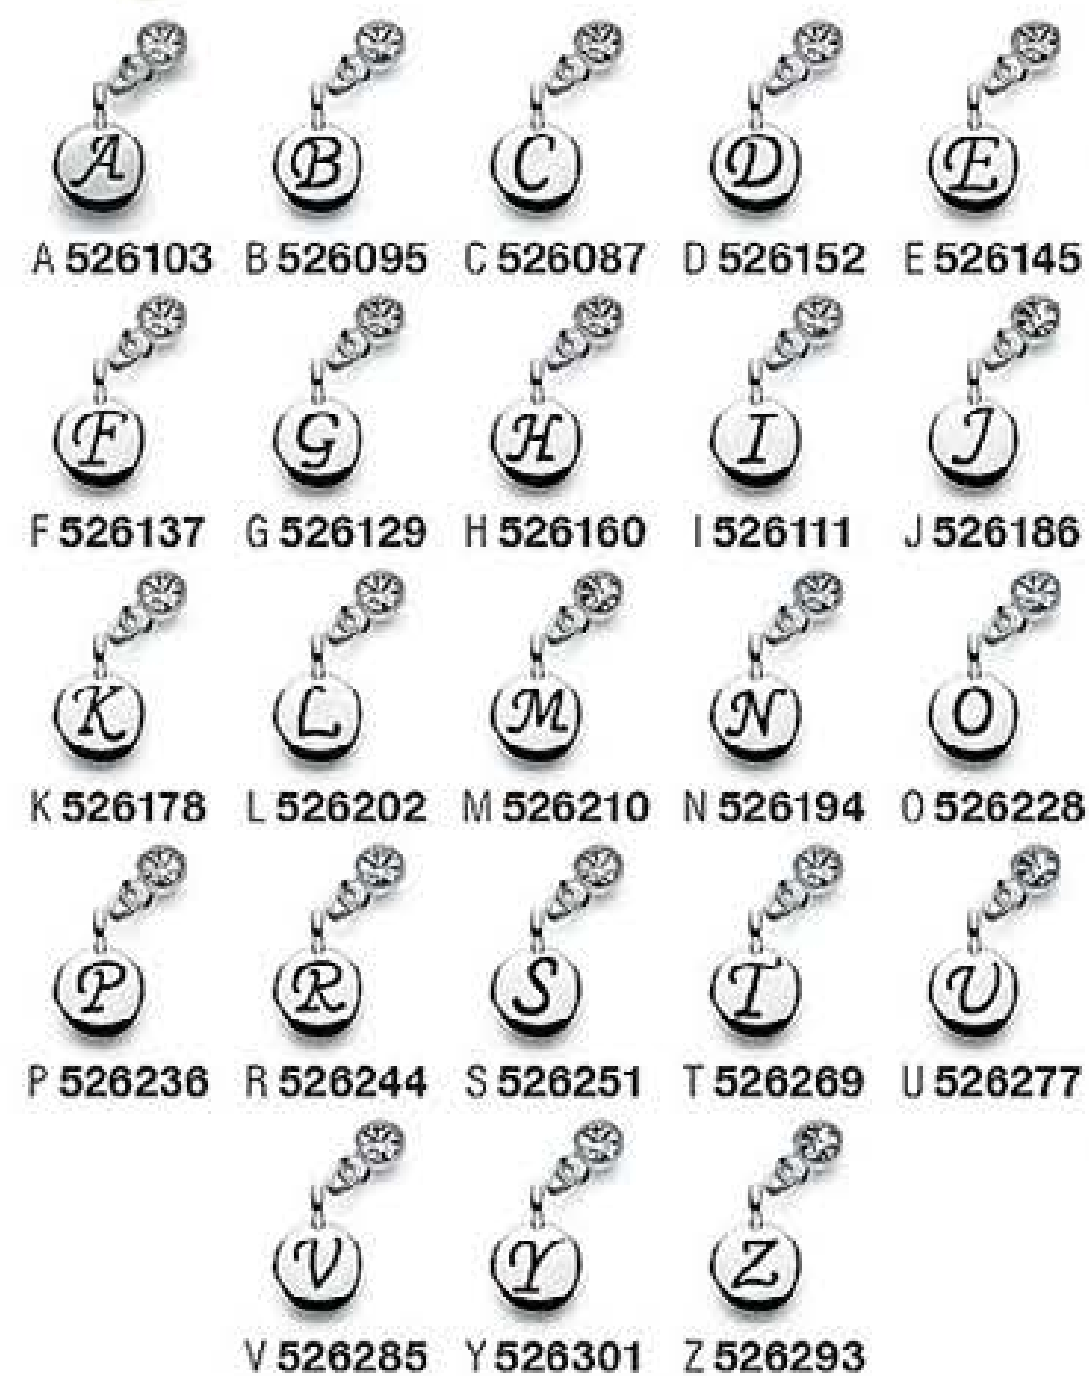 A B C D E
A 526103 B 526095 C 526087 D 526152 E 526145
F G H I J
F 526137 G 526129 H 526160 I 526111 J 526186
K L M N O
K 526178 L 526202 M 526210 N 526194 O 526228
P R S T U
P 526236 R 526244 S 526251 T 526269 U 526277
V Y Z
V 526285 Y 526301 Z 526293